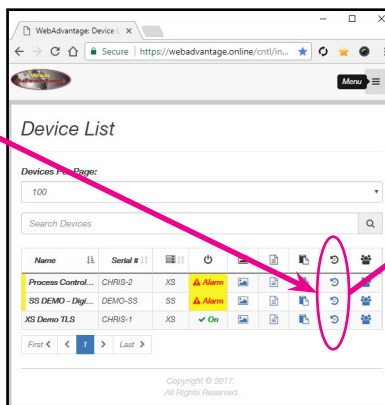 WebAdvantage: Device L
Secure https://webadvantage.online/cntl/in...
Web
Menu
Device List
Devices Per Page:
100
Search Devices
Name Serial #
Process Control... CHRIS-2 XS Alarm
SS DEMO - Digi... DEMO-SS SS Alarm
XS Demo TLS CHRIS-1 XS On
First 1 Last
Copyright © 2017.
All Rights Reserved.